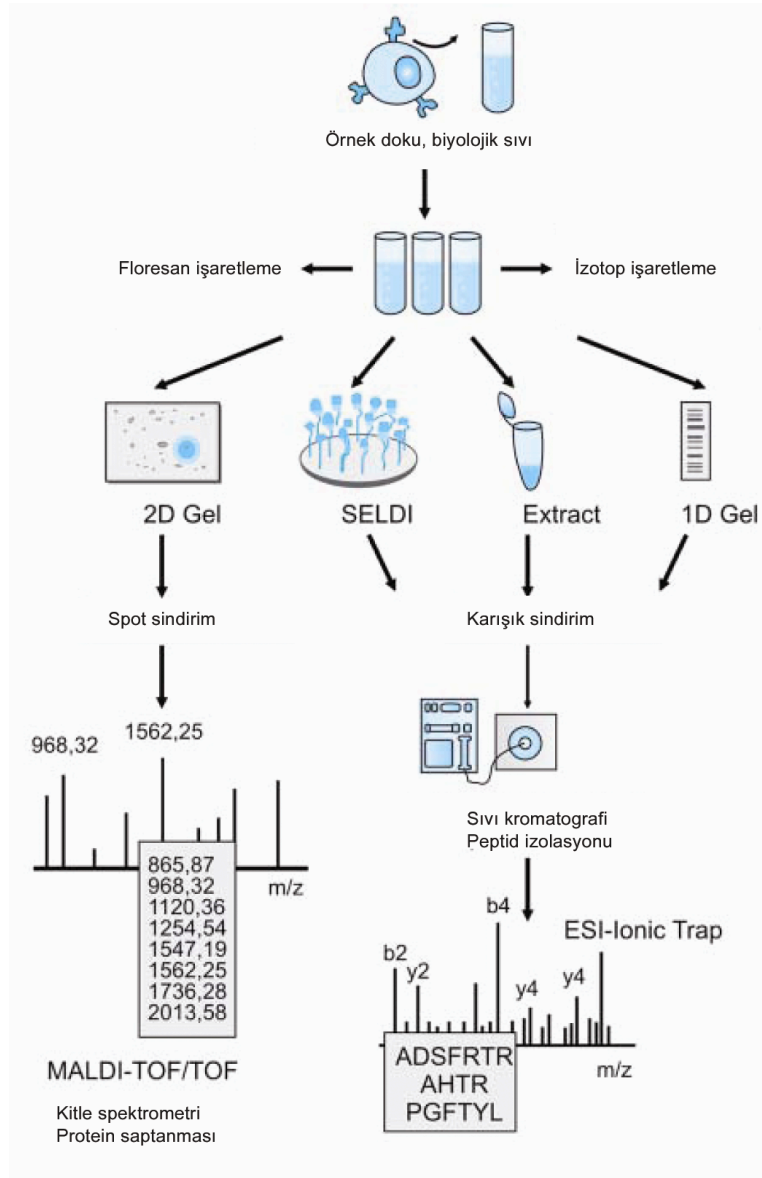 Örnek doku, biyolojik sıvı
Floresan işaretleme
İzotop işaretleme
2D Gel
SELDI
Extract
1D Gel
Spot sindirim
Karışık sindirim
968,32
1562,25
865,87
968,32
1120,36
1254,54
1547,19
1562,25
1736,28
2013,58
m/z
MALDI-TOF/TOF
Kitle spektrometri
Protein saptanması
Sıvı kromatografi
Peptid izolasyonu
ESI-Ionic Trap
b2
y2
b4
y4
y4
ADSFRTR
AHTR
PGFTYL
m/z